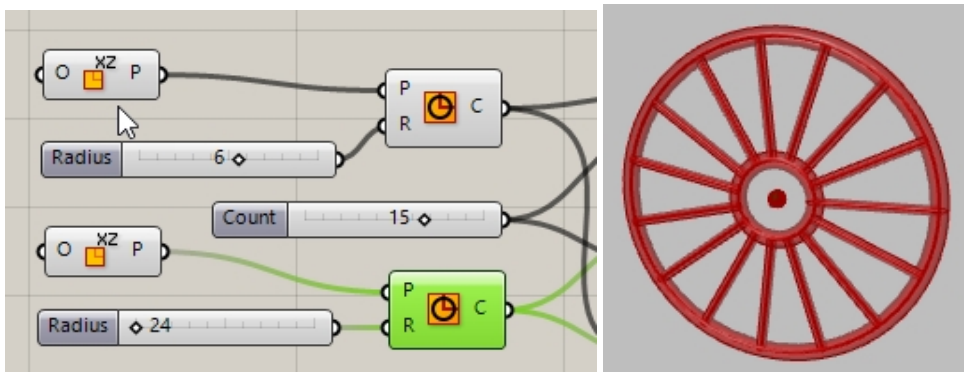 O XZ P
P
R C
Radius 6
Count 15
O XZ P
P
R C
Radius 24